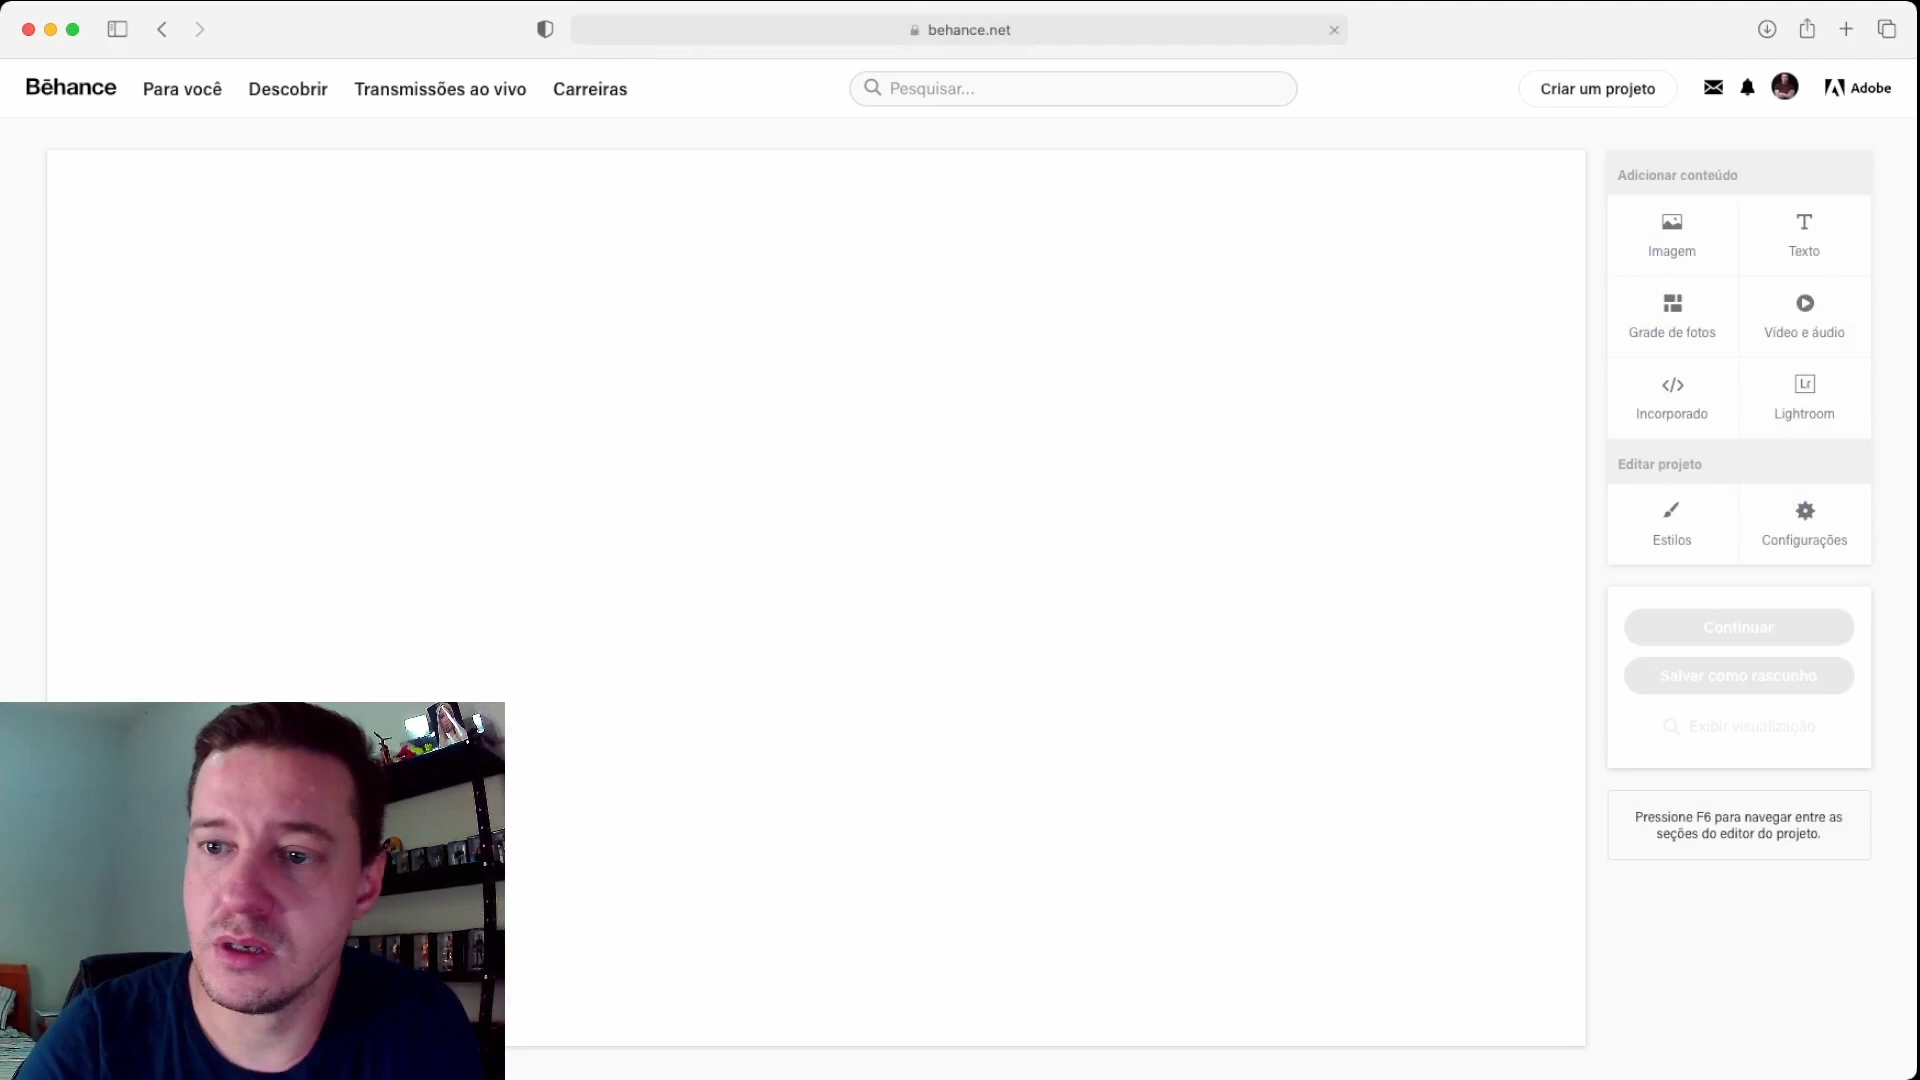 behance.net
Bēhance
Para você
Descobrir
Transmissões ao vivo
Carreiras
Pesquisar...
Criar um projeto
Adobe
Adicionar conteúdo
Imagem
Texto
Grade de fotos
Vídeo e áudio
Incorporado
Lr
Lightroom
Editar projeto
Estilos
Configurações
Continuar
Salvar como rascunho
Exibir visualização
Pressione F6 para navegar entre as
seções do editor do projeto.